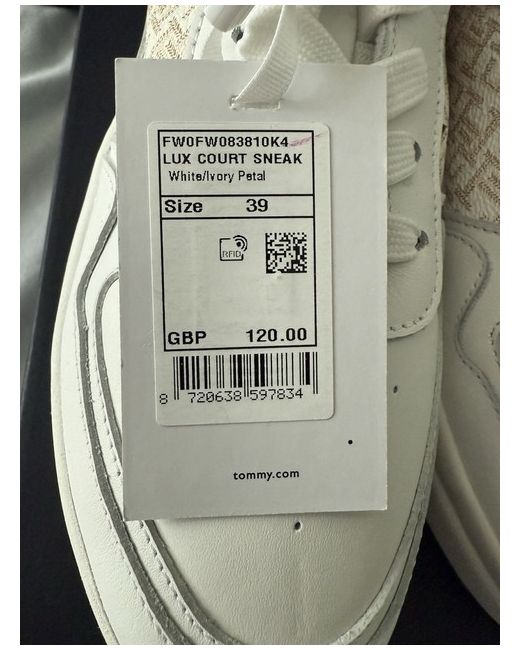 FW0FW083810K4
LUX COURT SNEAK
White/Ivory Petal
Size 39
RFID
GBP 120.00
8 720638 597834
tommy.com